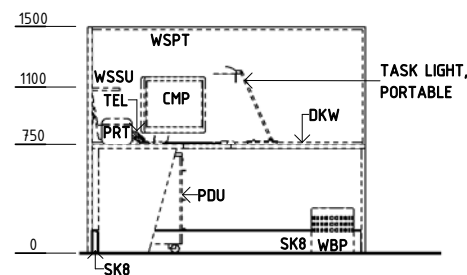 1500
WSPT
WSSU
TASK LIGHT,
PORTABLE
1100
TEL
CMP
DKW
PRT
750
PDU
SK8
WBP
0
SK8